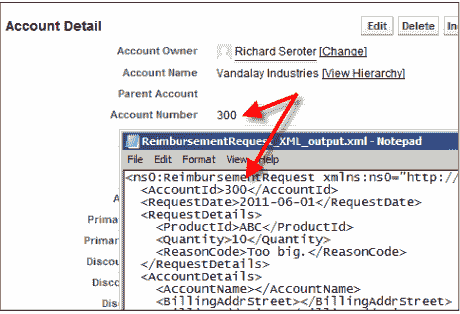 Account Detail
Edit Delete In
Account Owner Richard Seroter [Change]
Account Name Vandalay Industries [View Hierarchy]
Parent Account
Account Number 300
ReimbursementRequest_XML_output.xml - Notepad
File Edit Format View Help
<ns0:ReimbursementRequest xmlns:ns0="http://
<AccountId>300</AccountId>
A
<RequestDate>2011-06-01</RequestDate>
<RequestDetails>
Prima
<ProductId>ABC</ProductId>
Primar
<Quantity>10</Quantity>
<ReasonCode>Too big.</ReasonCode>
Discou
</RequestDetails>
Disco
<AccountDetails>
<AccountName></AccountName>
Dis
<BillingAddrStreet></BillingAddrStreet>